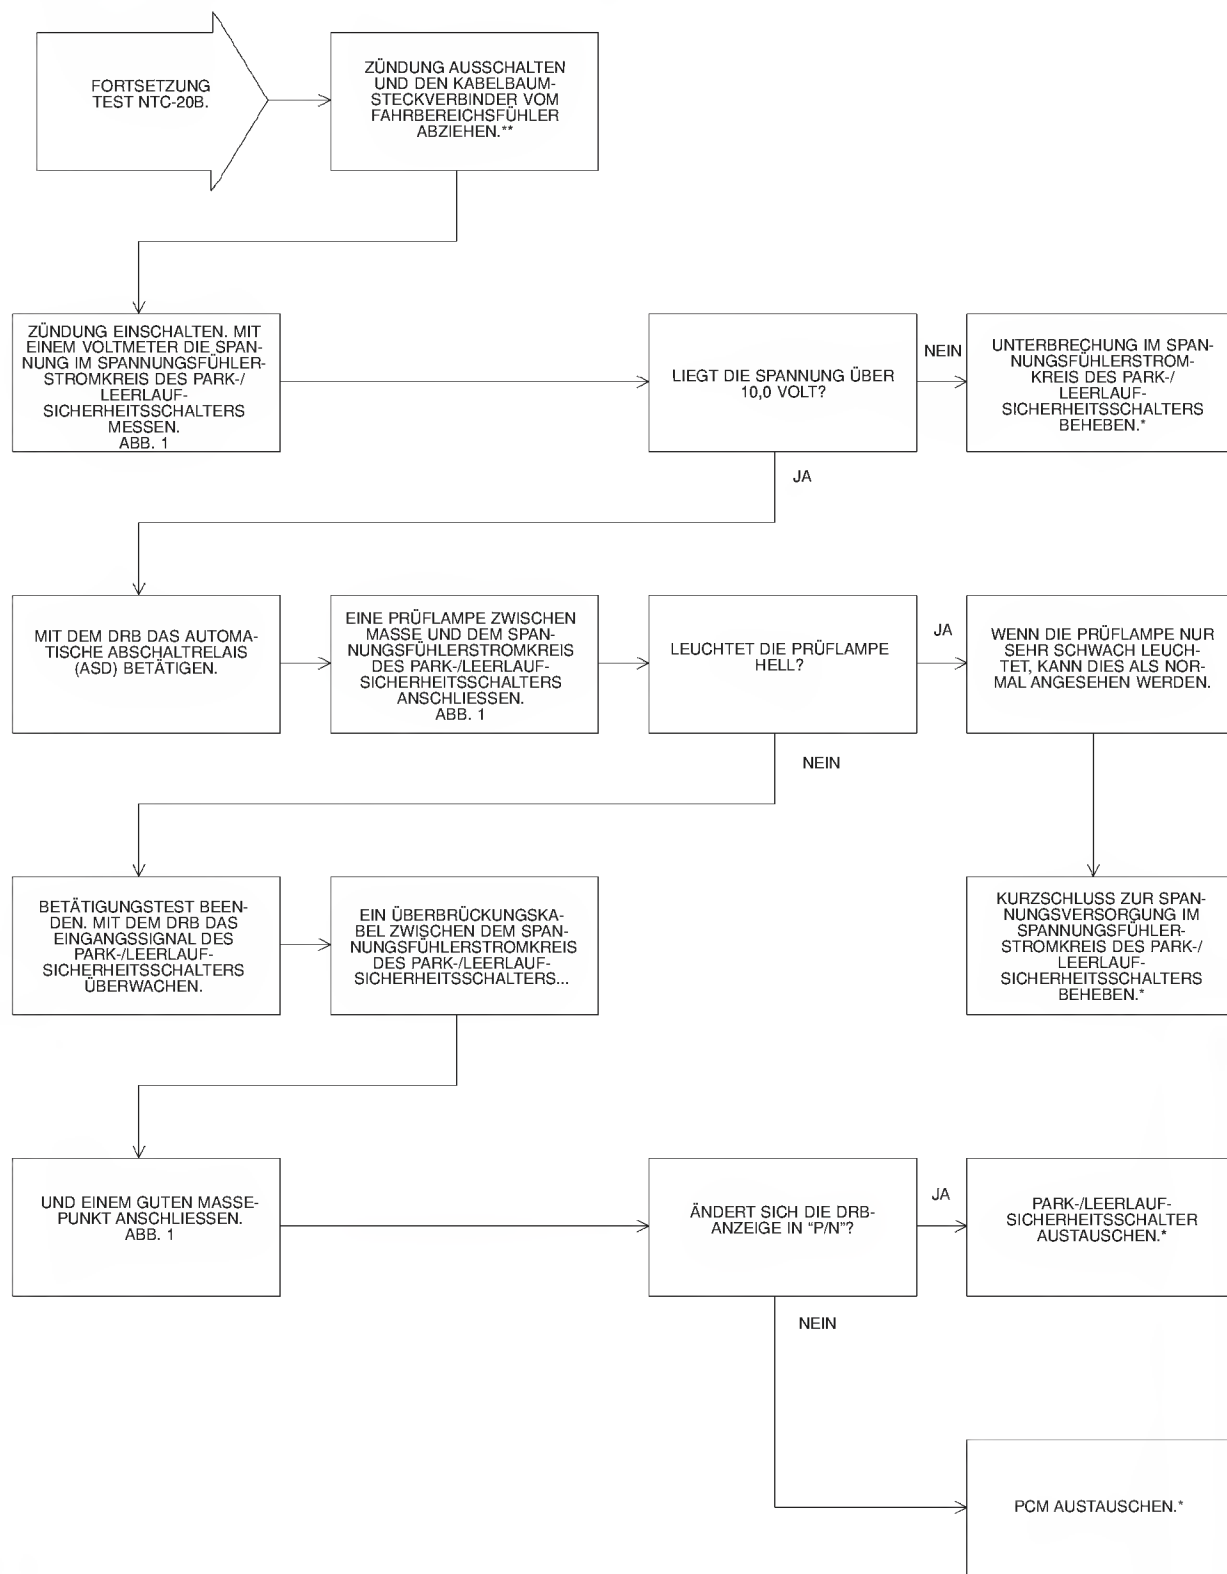 FORTSETZUNG
TEST NTC-20B.
ZÜNDUNG AUSSCHALTEN
UND DEN KABELBAUM-
STECKVERBINDER VOM
FAHRBEREICHSFÜHLER
ABZIEHEN.**
ZÜNDUNG EINSCHALTEN. MIT
EINEM VOLTMETER DIE SPAN-
NUNG IM SPANNUNGSFÜHLER-
STROMKREIS DES PARK-/
LEERLAUF-
SICHERHEITSSCHALTERS
MESSEN.
ABB. 1
LIEGT DIE SPANNUNG ÜBER
10,0 VOLT?
NEIN
UNTERBRECHUNG IM SPAN-
NUNGSFÜHLERSTROM-
KREIS DES PARK-/
LEERLAUF-
SICHERHEITSSCHALTERS
BEHEBEN.*
JA
MIT DEM DRB DAS AUTOMA-
TISCHE ABSCHALTRELAIS
(ASD) BETÄTIGEN.
EINE PRÜFLAMPE ZWISCHEN
MASSE UND DEM SPAN-
NUNGSFÜHLERSTROMKREIS
DES PARK-/LEERLAUF-
SICHERHEITSSCHALTERS
ANSCHLIESSEN.
ABB. 1
LEUCHTET DIE PRÜFLAMPE
HELL?
JA
WENN DIE PRÜFLAMPE NUR
SEHR SCHWACH LEUCH-
TET, KANN DIES ALS NOR-
MAL ANGESEHEN WERDEN.
NEIN
BETÄTIGUNGSTEST BEEN-
DEN. MIT DEM DRB DAS
EINGANGSSIGNAL DES
PARK-/LEERLAUF-
SICHERHEITSSCHALTERS
ÜBERWACHEN.
EIN ÜBERBRÜCKUNGSKA-
BEL ZWISCHEN DEM SPAN-
NUNGSFÜHLERSTROMKREIS
DES PARK-/LEERLAUF-
SICHERHEITSSCHALTERS...
KURZSCHLUSS ZUR SPAN-
NUNGSVERSORGUNG IM
SPANNUNGSFÜHLER-
STROMKREIS DES PARK-/
LEERLAUF-
SICHERHEITSSCHALTERS
BEHEBEN.*
UND EINEM GUTEN MASSE-
PUNKT ANSCHLIESSEN.
ABB. 1
ÄNDERT SICH DIE DRB-
ANZEIGE IN "P/N"?
JA
PARK-/LEERLAUF-
SICHERHEITSSCHALTER
AUSTAUSCHEN.*
NEIN
PCM AUSTAUSCHEN.*